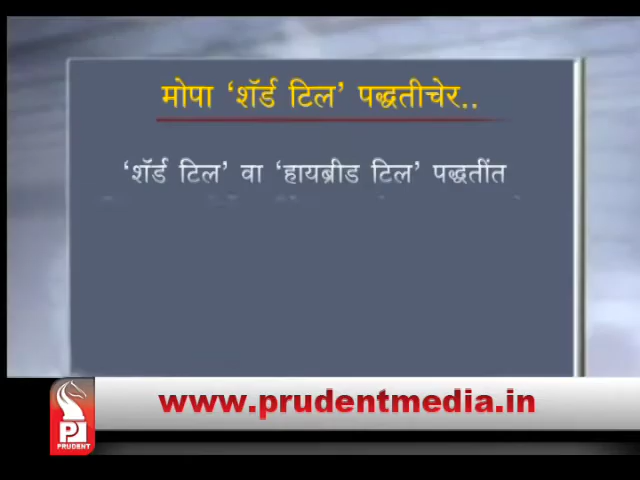 मोपा ‘शॅर्ड टिल’ पद्धतीचेर..
‘शॅर्ड टिल’ वा ‘हायब्रीड टिल’ पद्धतींत
www.prudentmedia.in
PRUDENT